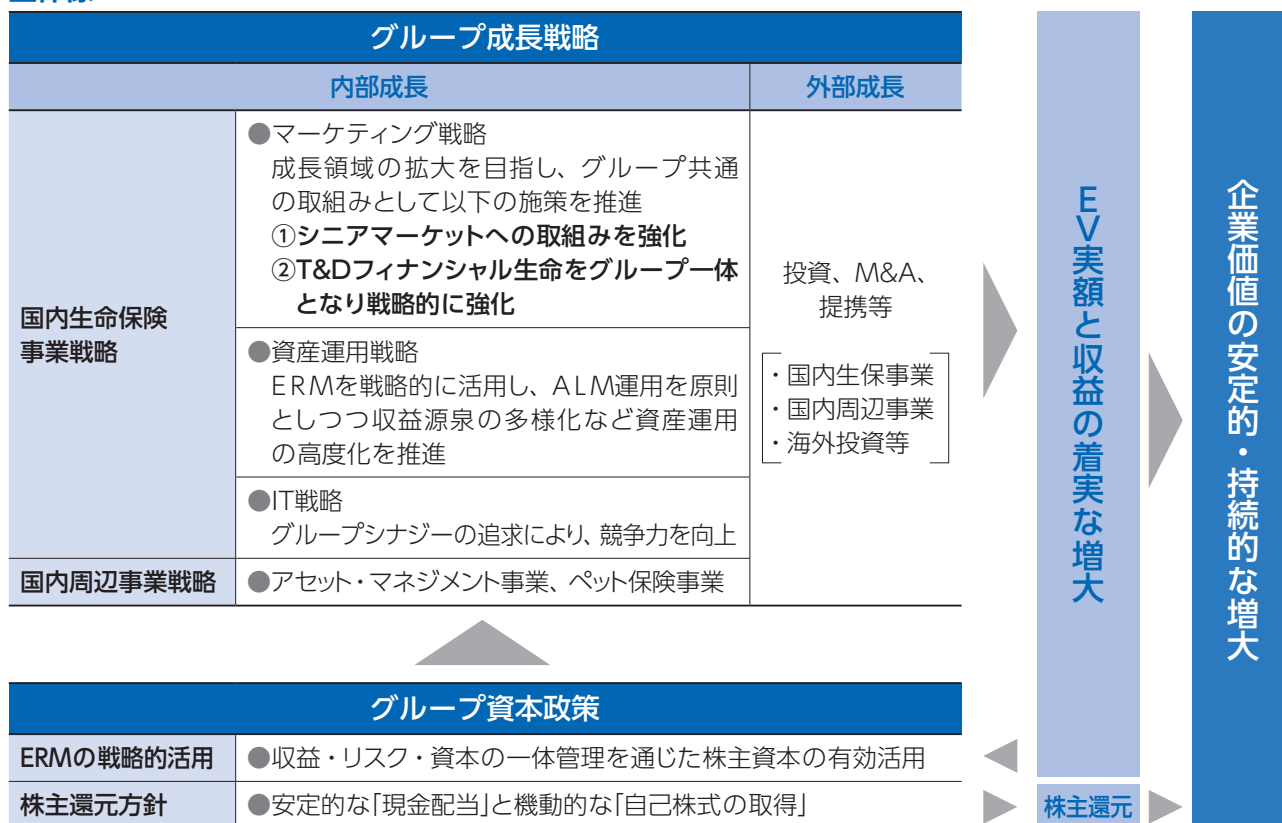 グループ成長戦略
内部成長
外部成長
国内生命保険
事業戦略
●マーケティング戦略
成長領域の拡大を目指し、グループ共通
の取組みとして以下の施策を推進
①シニアマーケットへの取組みを強化
②T&Dフィナンシャル生命をグループ一体
となり戦略的に強化
●資産運用戦略
ERMを戦略的に活用し、ALM運用を原則
としつつ収益源泉の多様化など資産運用
の高度化を推進
●IT戦略
グループシナジーの追求により、競争力を向上
国内周辺事業戦略
●アセット・マネジメント事業、ペット保険事業
投資、M&A、
提携等
・国内生保事業
・国内周辺事業
・海外投資等
グループ資本政策
ERMの戦略的活用
●収益・リスク・資本の一体管理を通じた株主資本の有効活用
株主還元方針
●安定的な「現金配当」と機動的な「自己株式の取得」
EV実額と収益の着実な増大
株主還元
企業価値の安定的・持続的な増大